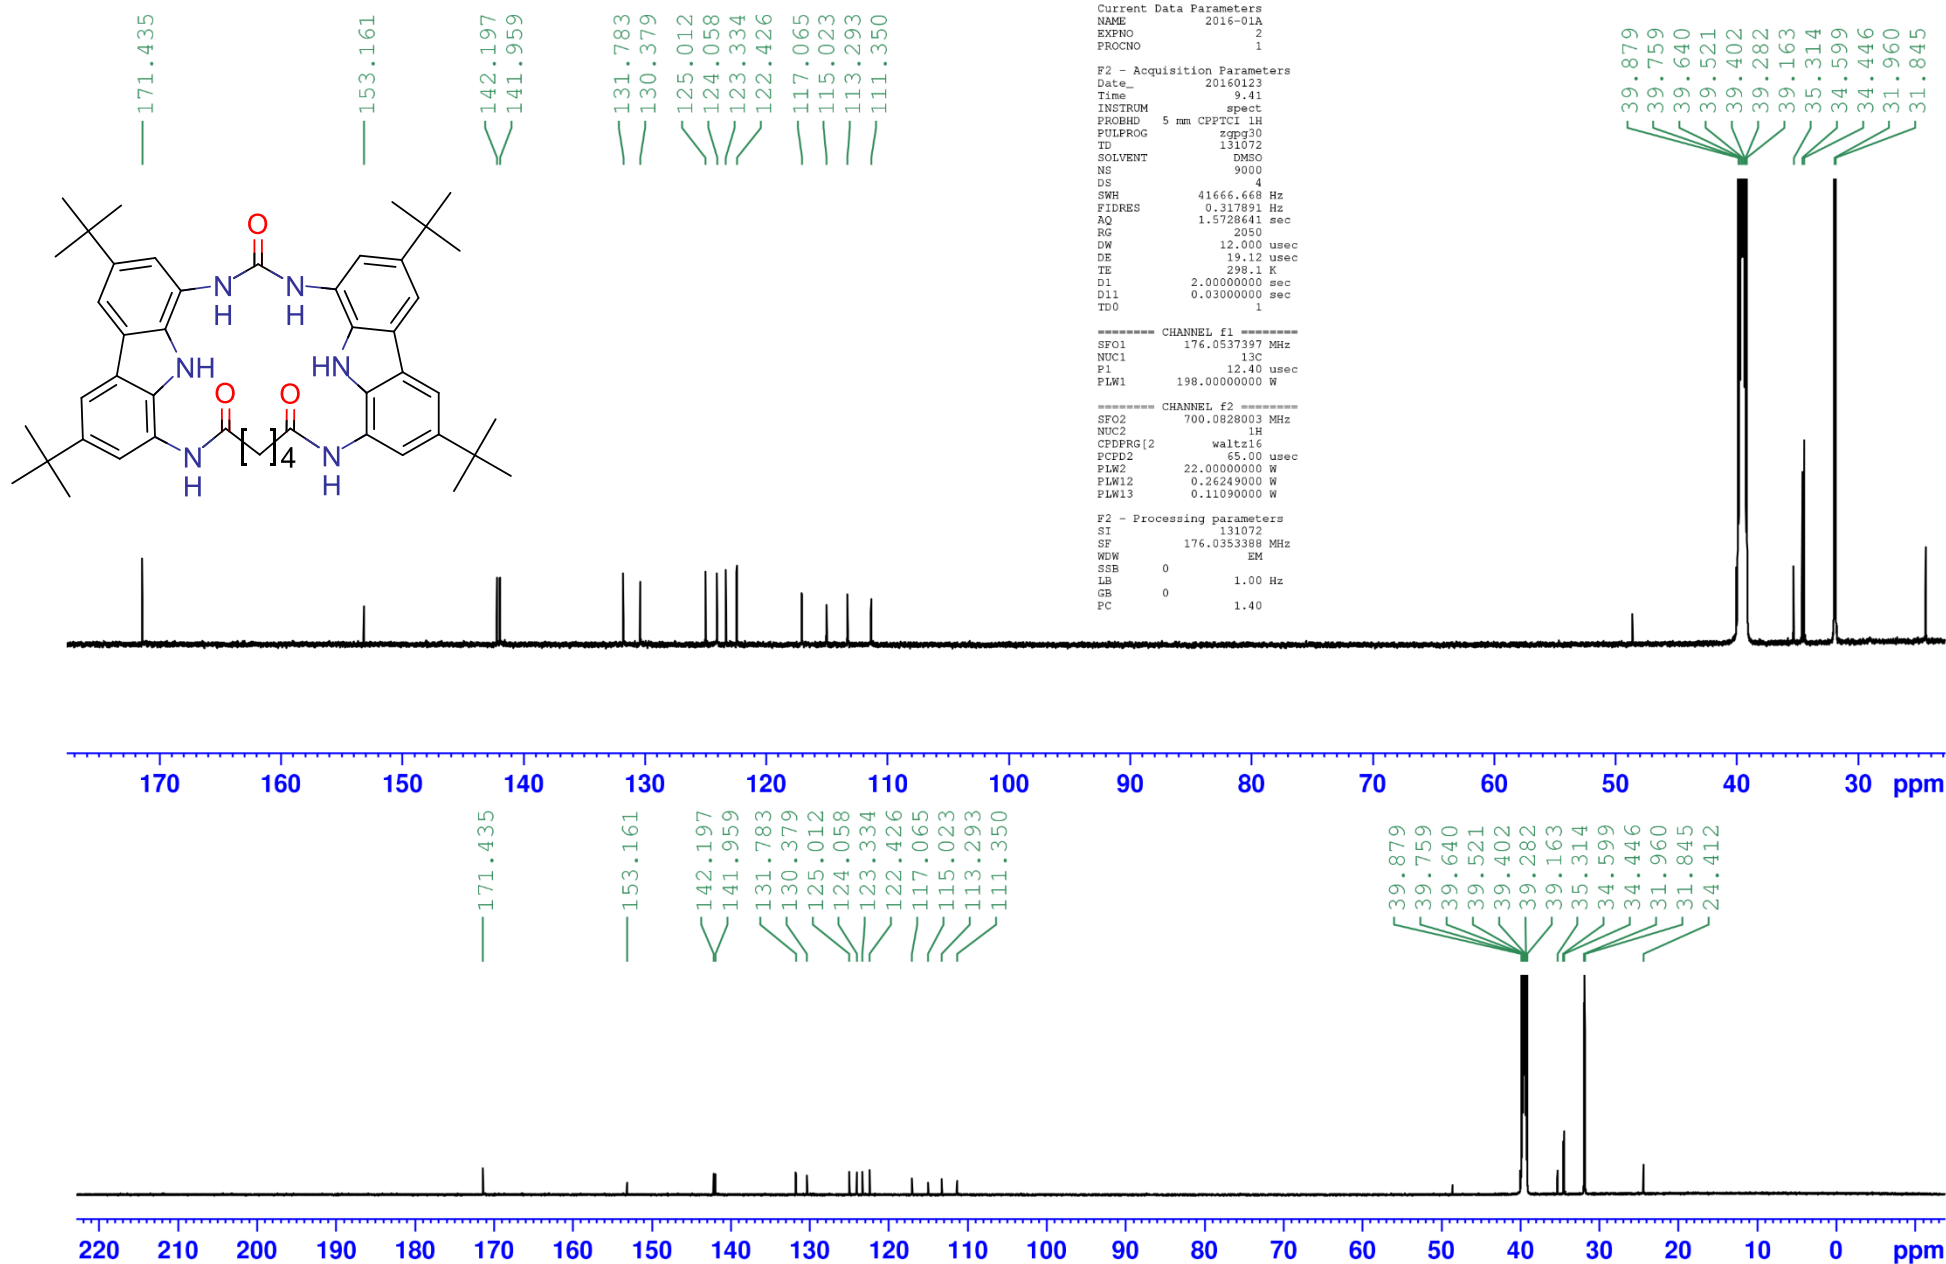 171.435
153.161
142.197
141.959
131.783
130.379
125.012
124.058
123.334
122.426
117.065
115.023
113.293
111.350
Current Data Parameters
NAME 2016-01A
EXPNO 2
PROCNO 1
F2 - Acquisition Parameters
Date_ 20160123
Time 9.41
INSTRUM spect
PROBHD 5 mm CPPTCI 1H
PULPROG zgpg30
TD 131072
SOLVENT DMSO
NS 9000
DS 4
SWH 41666.668 Hz
FIDRES 0.317891 Hz
AQ 1.5728641 sec
RG 2050
DW 12.000 usec
DE 19.12 usec
TE 298.1 K
D1 2.00000000 sec
D11 0.03000000 sec
TD0 1
======== CHANNEL f1 ========
SFO1 176.0537397 MHz
NUC1 13C
P1 12.40 usec
PLW1 198.00000000 W
======== CHANNEL f2 ========
SFO2 700.0828003 MHz
NUC2 1H
CPDPRG[2 waltz16
PCPD2 65.00 usec
PLW2 22.00000000 W
PLW12 0.26249000 W
PLW13 0.11090000 W
F2 - Processing parameters
SI 131072
SF 176.0353388 MHz
WDW EM
SSB 0
LB 1.00 Hz
GB 0
PC 1.40
39.879
39.759
39.640
39.521
39.402
39.282
39.163
35.314
34.599
34.446
31.960
31.845
O
N N
H H
NH HN
O O
N [ ]4 N
H H
170 160 150 140 130 120 110 100 90 80 70 60 50 40 30 ppm
171.435
153.161
142.197
141.959
131.783
130.379
125.012
124.058
123.334
122.426
117.065
115.023
113.293
111.350
39.879
39.759
39.640
39.521
39.402
39.282
39.163
35.314
34.599
34.446
31.960
31.845
24.412
220 210 200 190 180 170 160 150 140 130 120 110 100 90 80 70 60 50 40 30 20 10 0 ppm